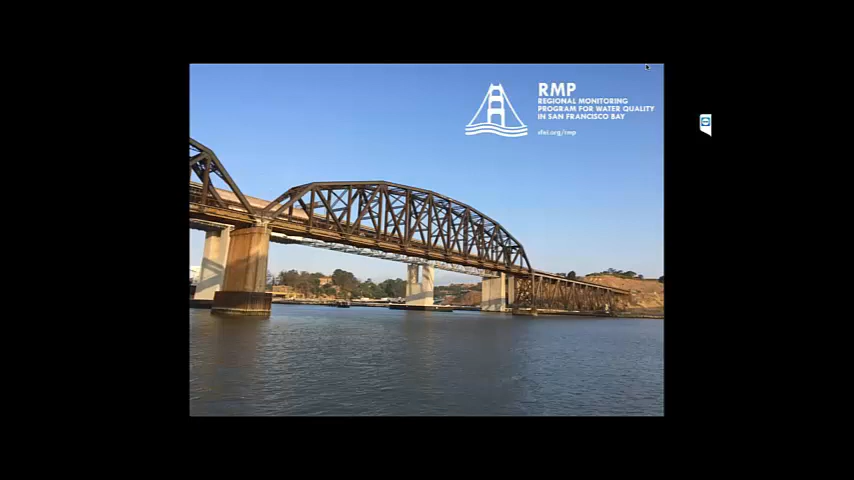 RMP
REGIONAL MONITORING
PROGRAM FOR WATER QUALITY
IN SAN FRANCISCO BAY
sfei.org/rmp